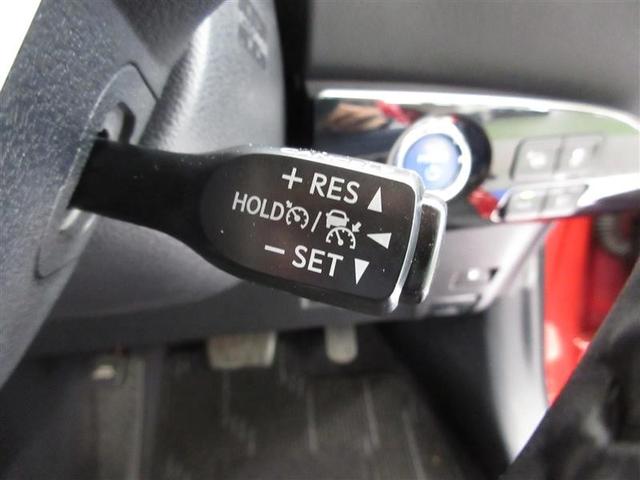 + RES ▲
HOLD / ◀
− SET ▼